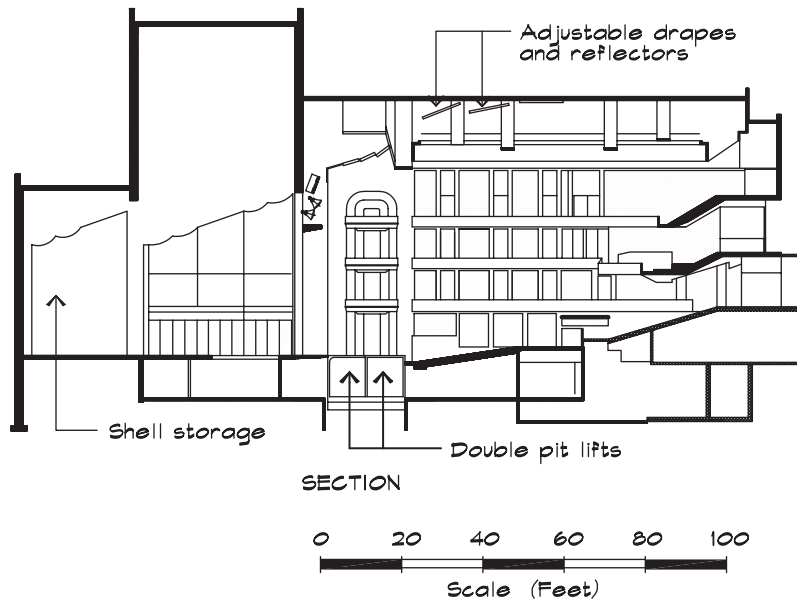 Adjustable drapes
and reflectors
Shell storage
Double pit lifts
SECTION
0 20 40 60 80 100
Scale (Feet)